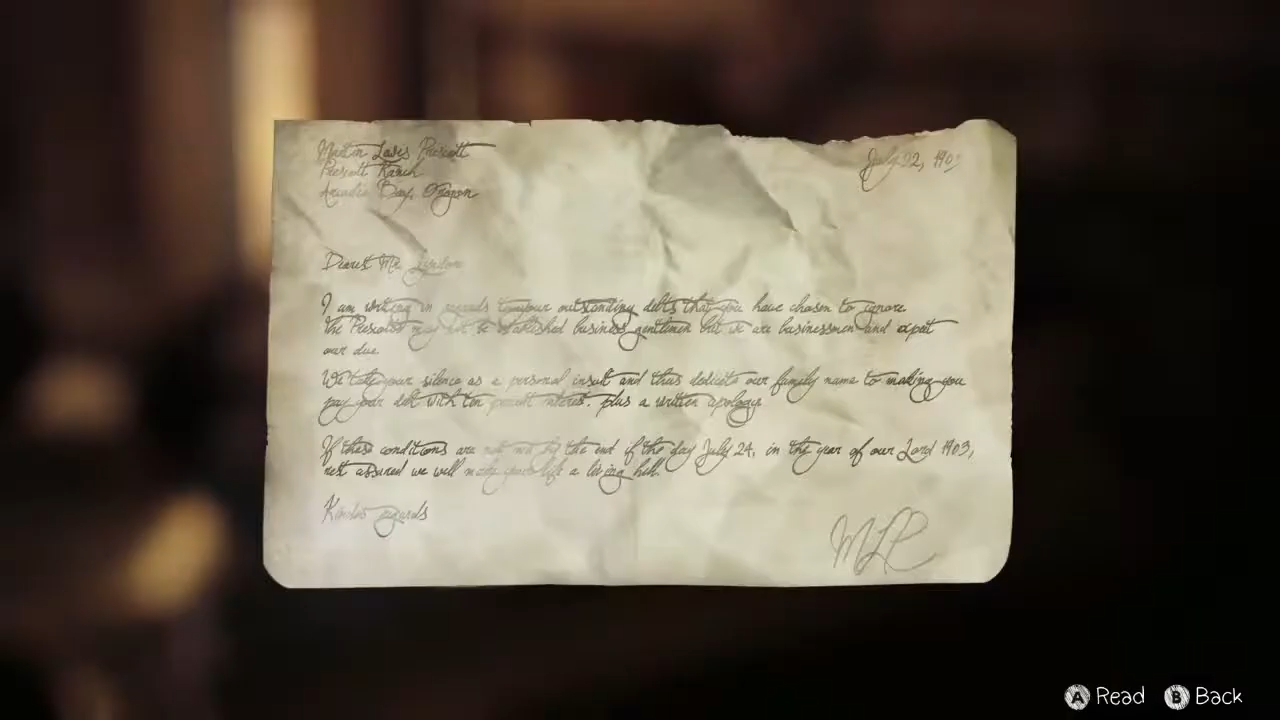 Martin Lewis Prescott
Prescott Ranch
Arcadia Bay, Oregon
July 22, 1903
Dearest Mr.
I am writing in regards to your outstanding debts that you have chosen to ignore.
The Prescotts may not be established business gentlemen but we are businessmen and expect
our due.
We take your silence as a personal insult and thus dedicate our family name to making you
pay your debt with ten percent interest, plus a written apology.
If these conditions are not met by the end if the day July 24, in the year of our Lord 1903,
rest assured we will make your life a living hell.
Kindest regards
MLP
A Read B Back